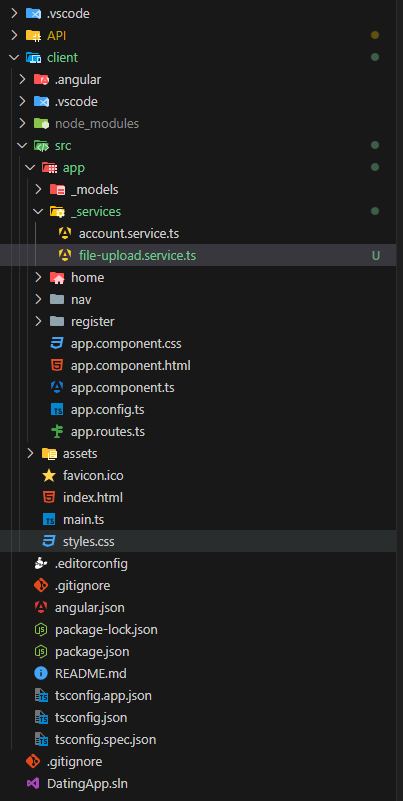 .vscode
API
client
.angular
.vscode
node_modules
src
app
_models
_services
account.service.ts
file-upload.service.ts U
home
nav
register
app.component.css
app.component.html
app.component.ts
app.config.ts
app.routes.ts
assets
favicon.ico
index.html
main.ts
styles.css
.editorconfig
.gitignore
angular.json
package-lock.json
package.json
README.md
tsconfig.app.json
tsconfig.json
tsconfig.spec.json
.gitignore
DatingApp.sln